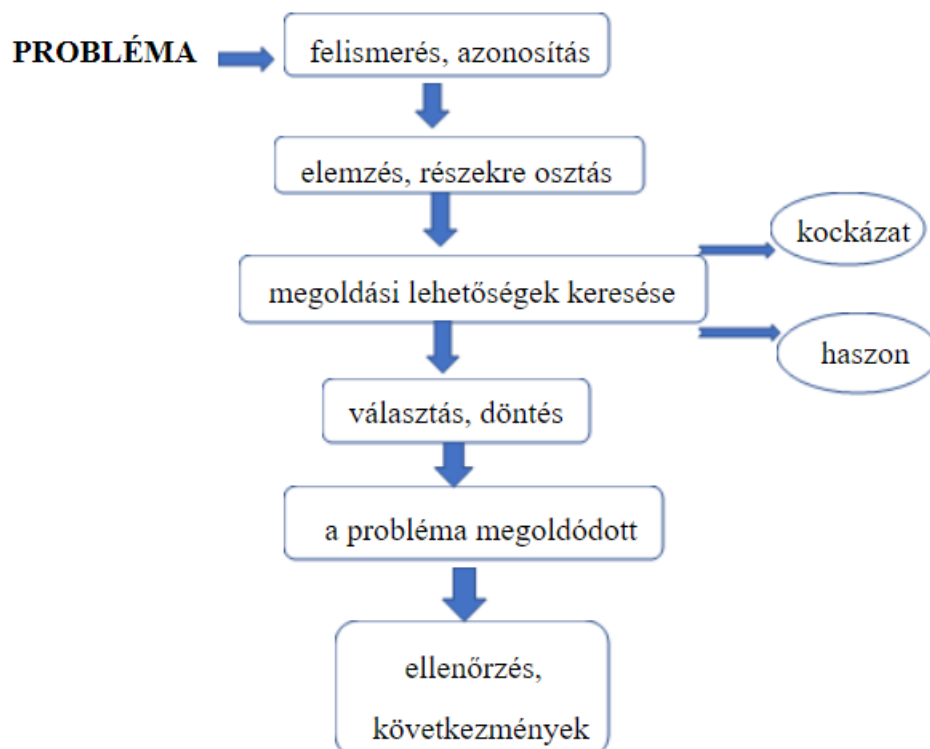 PROBLÉMA
felismerés, azonosítás
elemzés, részekre osztás
megoldási lehetőségek keresése
kockázat
haszon
választás, döntés
a probléma megoldódott
ellenőrzés,
következmények